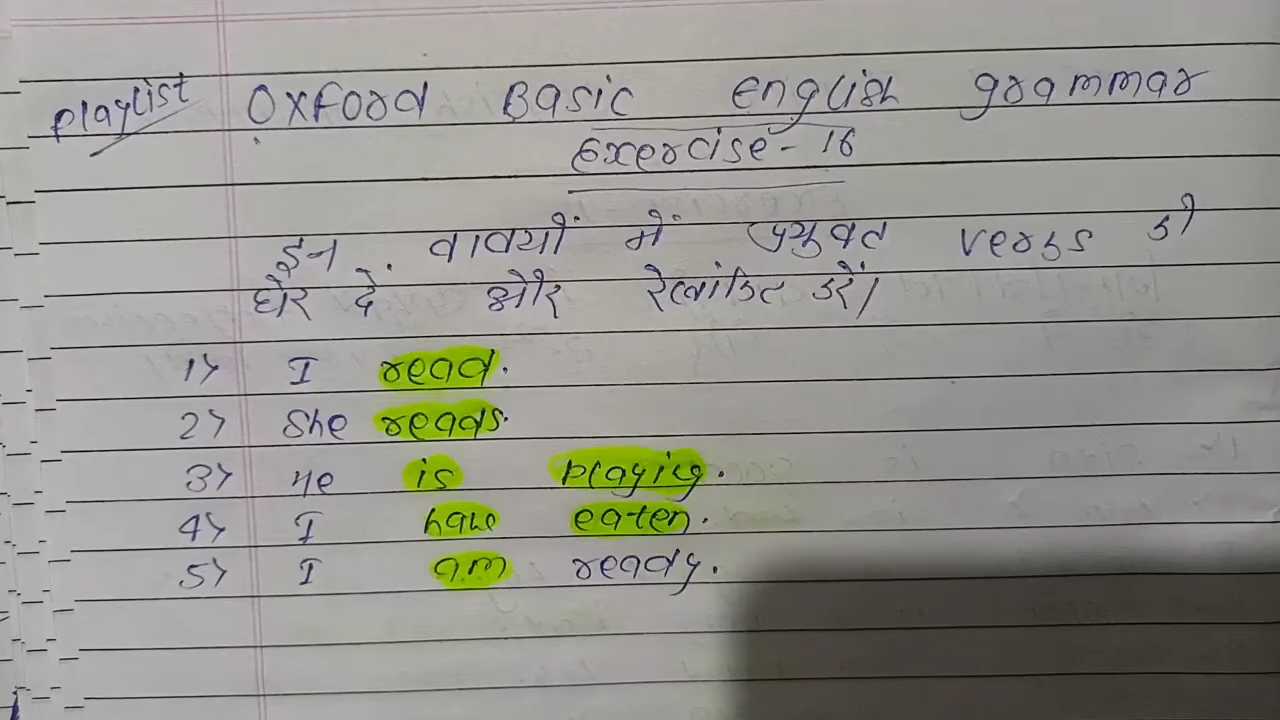 Playlist Oxford Basic English grammar
Exercise - 16
इन वाक्यों में प्रयुक्त verbs को
घेर दें और रेखांकित करें।
1> I read.
2> She reads.
3> He is playing.
4> I have eaten.
5> I am ready.